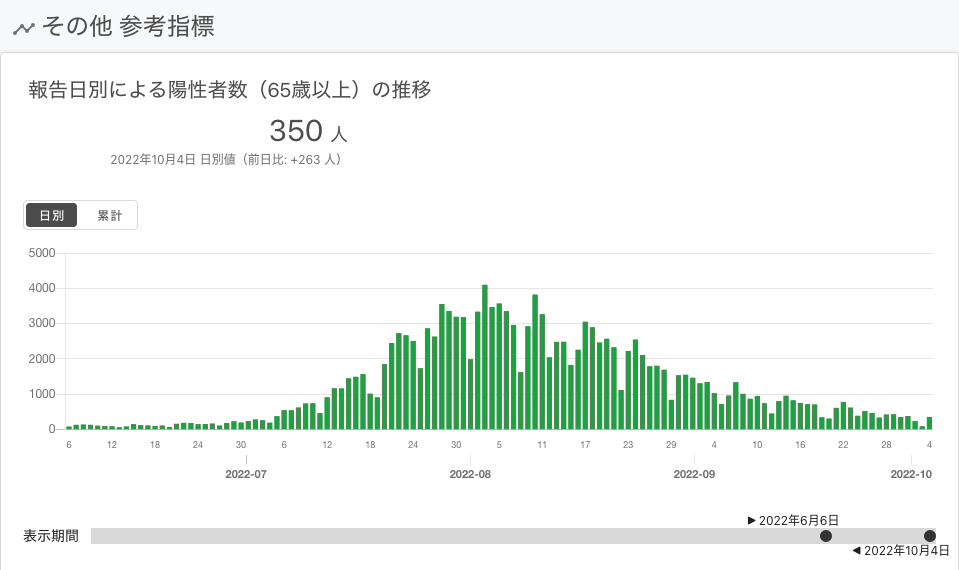 その他 参考指標
報告日別による陽性者数（65歳以上）の推移
350 人
2022年10月4日 日別値（前日比: +263 人）
日別 累計
5000
4000
3000
2000
1000
0
6 12 18 24 30 6 12 18 24 30 5 11 17 23 29 4 10 16 22 28 4
2022-07 2022-08 2022-09 2022-10
▶ 2022年6月6日
表示期間
◀ 2022年10月4日